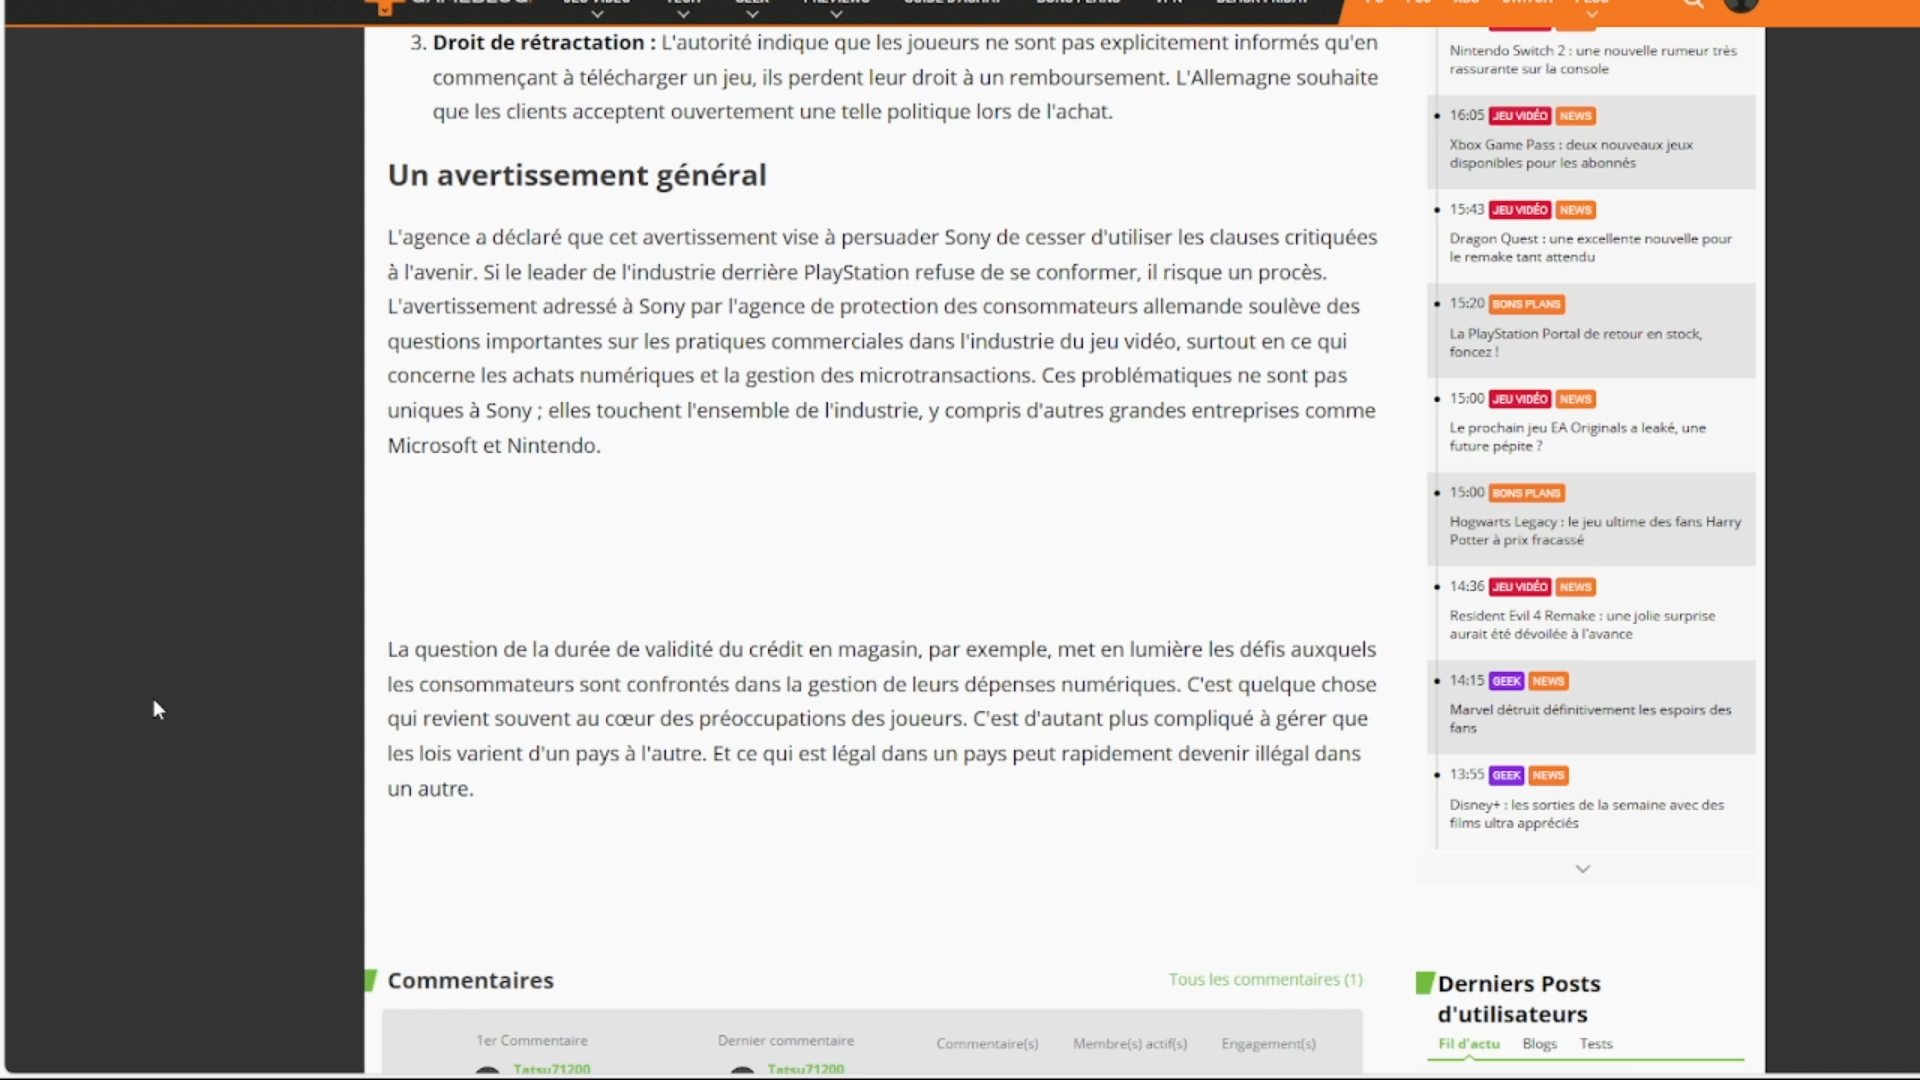 3. Droit de rétractation : L'autorité indique que les joueurs ne sont pas explicitement informés qu'en
commençant à télécharger un jeu, ils perdent leur droit à un remboursement. L'Allemagne souhaite
que les clients acceptent ouvertement une telle politique lors de l'achat.
Un avertissement général
L'agence a déclaré que cet avertissement vise à persuader Sony de cesser d'utiliser les clauses critiquées
à l'avenir. Si le leader de l'industrie derrière PlayStation refuse de se conformer, il risque un procès.
L'avertissement adressé à Sony par l'agence de protection des consommateurs allemande soulève des
questions importantes sur les pratiques commerciales dans l'industrie du jeu vidéo, surtout en ce qui
concerne les achats numériques et la gestion des microtransactions. Ces problématiques ne sont pas
uniques à Sony ; elles touchent l'ensemble de l'industrie, y compris d'autres grandes entreprises comme
Microsoft et Nintendo.
La question de la durée de validité du crédit en magasin, par exemple, met en lumière les défis auxquels
les consommateurs sont confrontés dans la gestion de leurs dépenses numériques. C'est quelque chose
qui revient souvent au cœur des préoccupations des joueurs. C'est d'autant plus compliqué à gérer que
les lois varient d'un pays à l'autre. Et ce qui est légal dans un pays peut rapidement devenir illégal dans
un autre.
Commentaires
Tous les commentaires (1)
1er Commentaire Dernier commentaire Commentaire(s) Membre(s) actif(s) Engagement(s)
Tatsu71200 Tatsu71200
Nintendo Switch 2 : une nouvelle rumeur très
rassurante sur la console
16:05 JEU VIDÉO NEWS
Xbox Game Pass : deux nouveaux jeux
disponibles pour les abonnés
15:43 JEU VIDÉO NEWS
Dragon Quest : une excellente nouvelle pour
le remake tant attendu
15:20 BONS PLANS
La PlayStation Portal de retour en stock,
foncez !
15:00 JEU VIDÉO NEWS
Le prochain jeu EA Originals a leaké, une
future pépite ?
15:00 BONS PLANS
Hogwarts Legacy : le jeu ultime des fans Harry
Potter à prix fracassé
14:36 JEU VIDÉO NEWS
Resident Evil 4 Remake : une jolie surprise
aurait été dévoilée à l'avance
14:15 GEEK NEWS
Marvel détruit définitivement les espoirs des
fans
13:55 GEEK NEWS
Disney+ : les sorties de la semaine avec des
films ultra appréciés
Derniers Posts
d'utilisateurs
Fil d'actu Blogs Tests